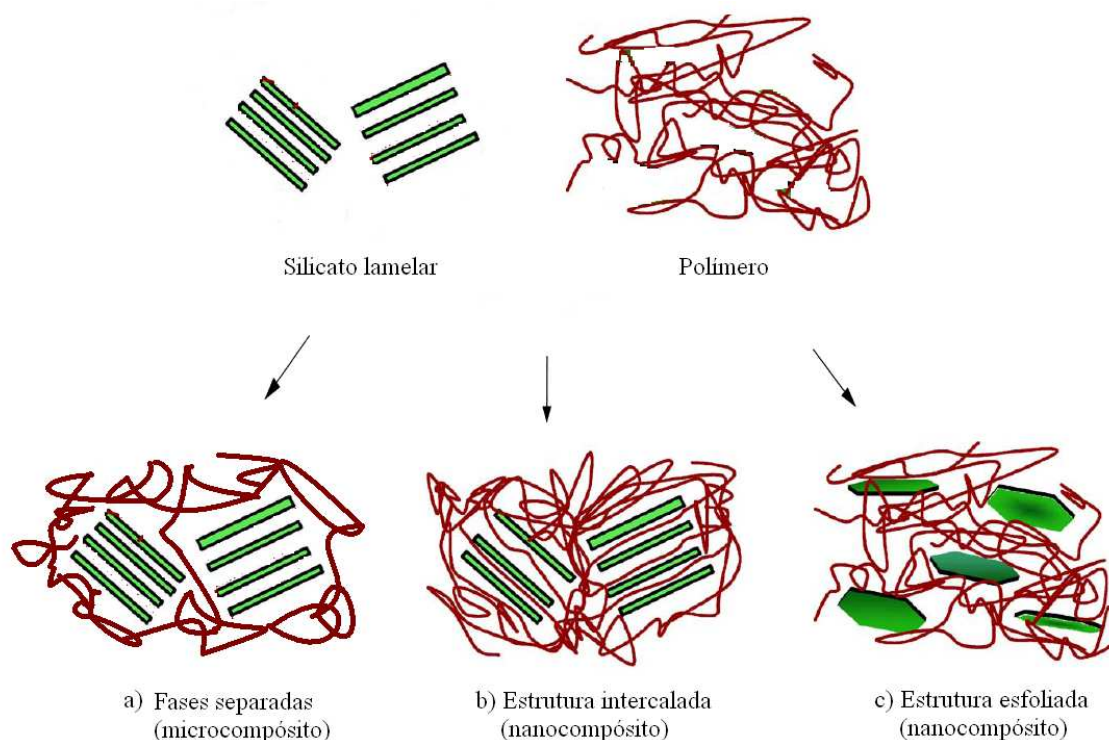 Silicato lamelar
Polímero
a) Fases separadas
(microcompósito)
b) Estrutura intercalada
(nanocompósito)
c) Estrutura esfoliada
(nanocompósito)